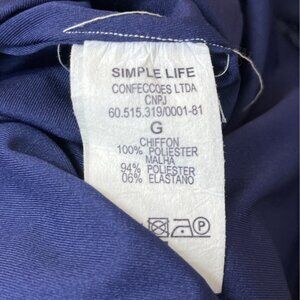 SIMPLE LIFE
CONFECCOES LTDA
CNPJ
60.515.319/0001-81
G
CHIFFON
100% POLIESTER
MALHA
94% POLIESTER
06% ELASTANO
P